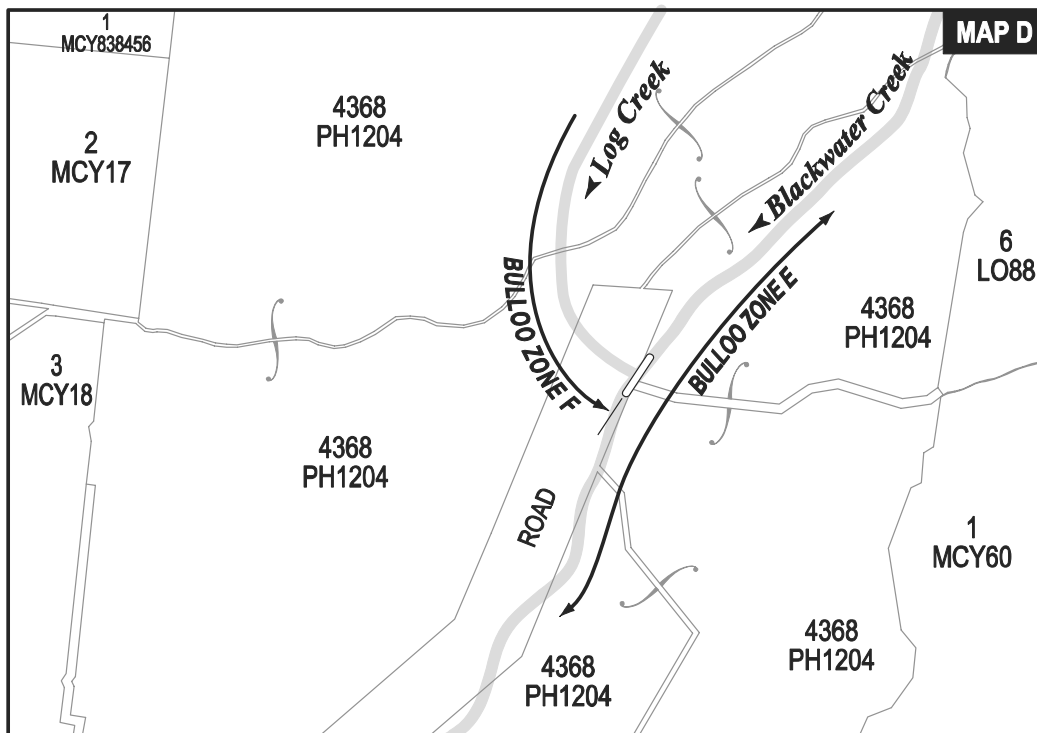 1
MCY838456
MAP D
2
MCY17
4368
PH1204
Log Creek
Blackwater Creek
6
LO88
BULLOO ZONE F
BULLOO ZONE E
4368
PH1204
3
MCY18
4368
PH1204
ROAD
1
MCY60
4368
PH1204
4368
PH1204